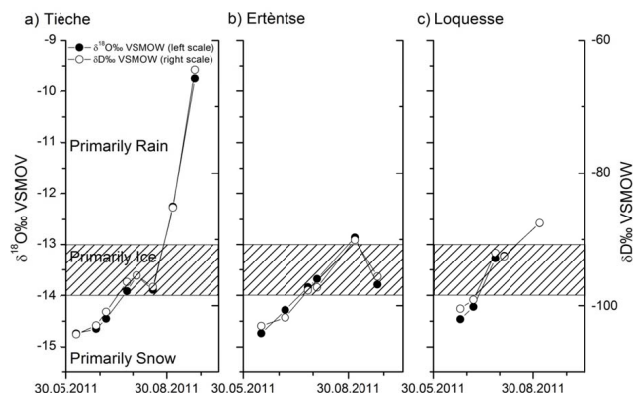 a) Tieche
b) Ertèntse
c) Loquesse
-9
-10
-11
-12
-13
-14
-15
δ¹⁸O‰ VSMOV
δ¹⁸O‰ VSMOW (left scale)
δD‰ VSMOW (right scale)
Primarily Rain
Primarily Ice
Primarily Snow
-60
-80
-100
δD‰ VSMOW
30.05.2011
30.08.2011
30.05.2011
30.08.2011
30.05.2011
30.08.2011